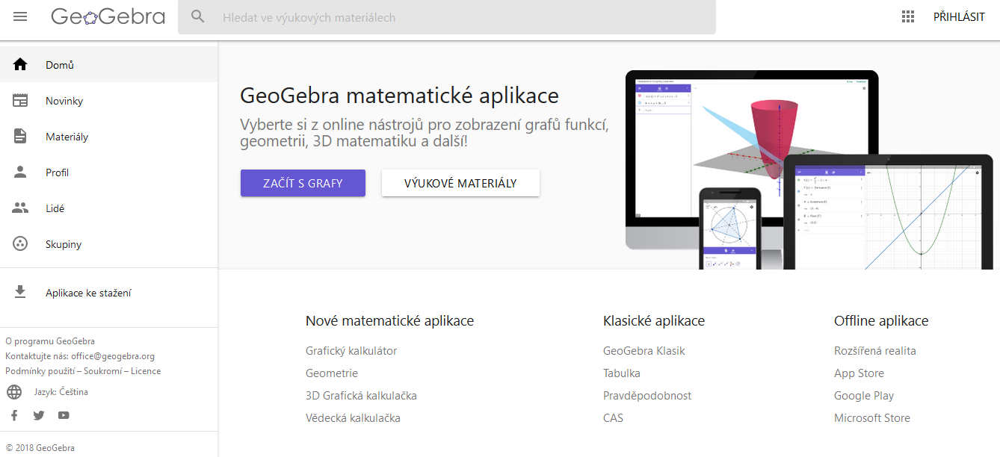 GeoGebra
Hledat ve výukových materiálech
PŘIHLÁSIT
Domů
Novinky
Materiály
Profil
Lidé
Skupiny
Aplikace ke stažení
O programu GeoGebra
Kontaktujte nás: office@geogebra.org
Podmínky použití – Soukromí – Licence
Jazyk: Čeština
© 2018 GeoGebra
GeoGebra matematické aplikace
Vyberte si z online nástrojů pro zobrazení grafů funkcí,
geometrii, 3D matematiku a další!
ZAČÍT S GRAFY
VÝUKOVÉ MATERIÁLY
Nové matematické aplikace
Grafický kalkulátor
Geometrie
3D Grafická kalkulačka
Vědecká kalkulačka
Klasické aplikace
GeoGebra Klasik
Tabulka
Pravděpodobnost
CAS
Offline aplikace
Rozšířená realita
App Store
Google Play
Microsoft Store